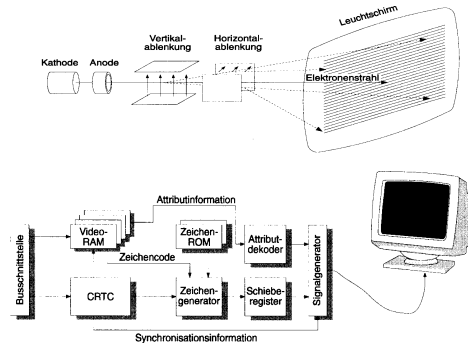 Leuchtschirm
Vertikal-
ablenkung
Horizontal-
ablenkung
Kathode
Anode
Elektronenstrahl
Attributinformation
Busschnittstelle
Video-
RAM
Zeichen-
ROM
Attribut-
dekoder
Signalgenerator
Zeichencode
CRTC
Zeichen-
generator
Schiebe-
register
Synchronisationsinformation